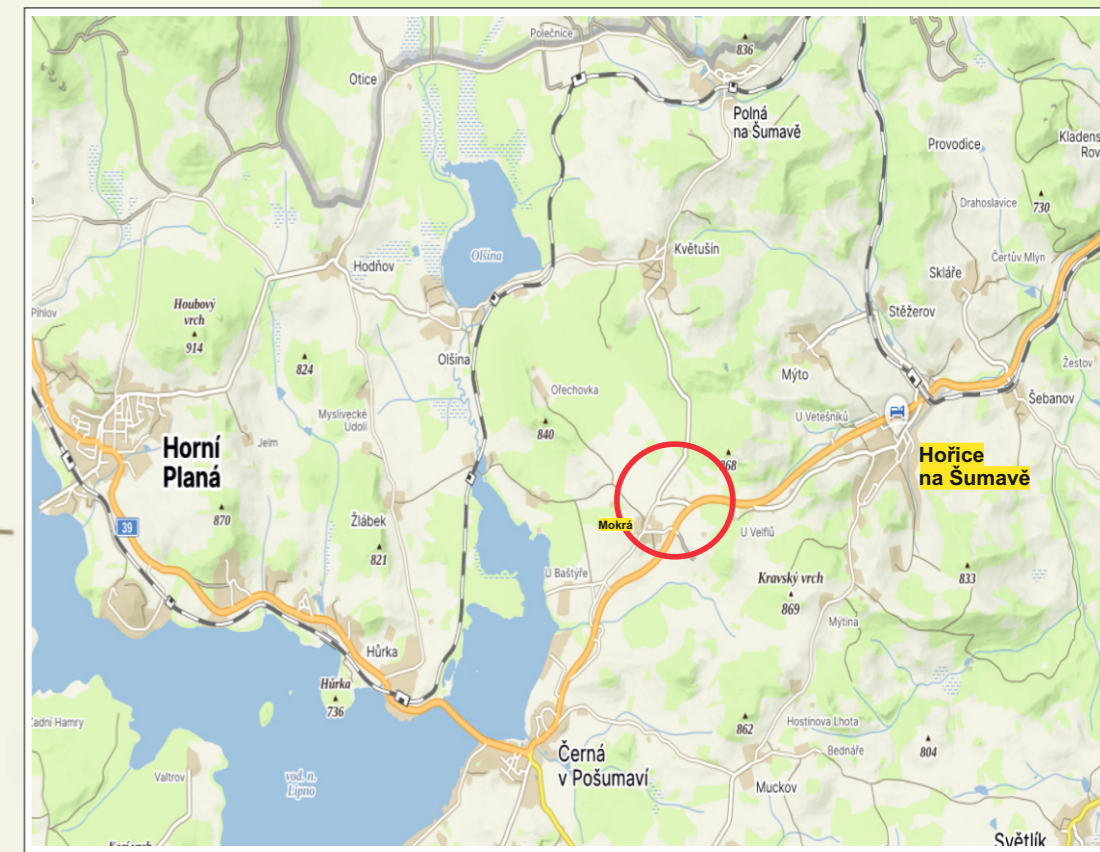 Polečnice
836
Otice
Polná
na Šumavě
Provodice
Kladens
Rov
Drahoslavice
730
Květušín
Olšina
Hodňov
Čertův Mlýn
Skláře
Houbový
vrch
914
Stěžerov
Pihlov
824
Olšina
Mýto
Žestov
Ořechovka
Šebanov
Myslivecké
Údolí
U Vetešníků
Jelm
840
Horní
Planá
868
Hořice
na Šumavě
870
39
Žlábek
Mokrá
U Velflů
821
U Baštýře
Kravský vrch
869
833
Mýtina
Hůrka
Hůrka
736
Zadní Hamry
862
Hostinova Lhota
804
Černá
v Pošumaví
Bednáře
Valtrov
vod. n.
Lipno
Muckov
Světlík